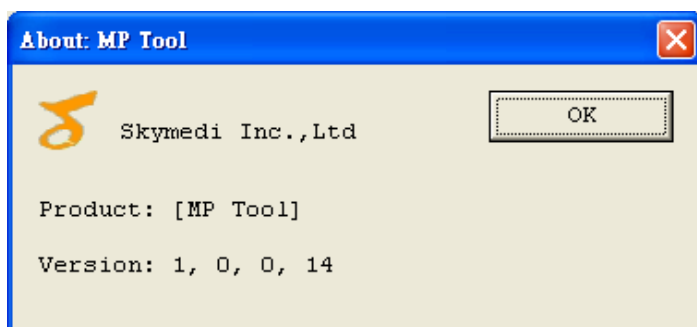 About: MP Tool
Skymedi Inc.,Ltd
OK
Product: [MP Tool]
Version: 1, 0, 0, 14